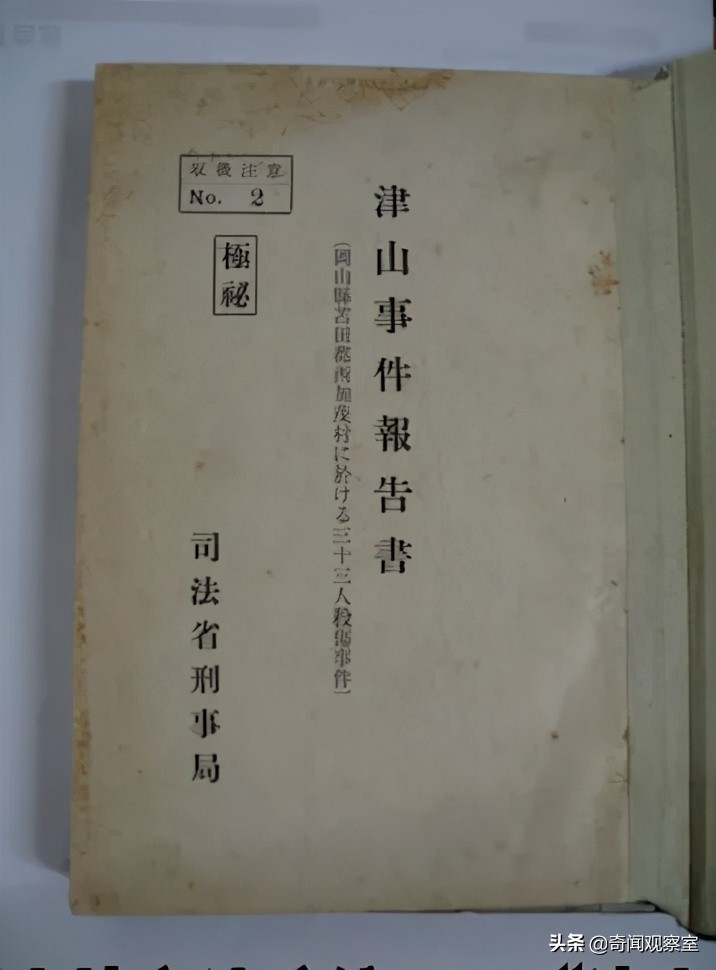 津山事件報告書
(岡山縣苫田郡西加茂村に於ける三十三人殺傷事件)
取扱注意
No. 2
極祕
司法省刑事局
头条 @奇闻观察室